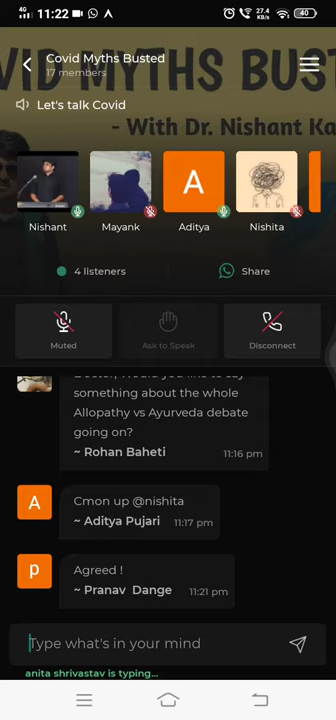 4G 11:22 27.4 KB/S 40
VID MYTHS BUSTED
Covid Myths Busted
17 members
Let's talk Covid
- With Dr. Nishant Ka
A
Nishant Mayank Aditya Nishita
4 listeners Share
Muted Ask to Speak Disconnect
something about the whole
Allopathy vs Ayurveda debate
going on?
~ Rohan Baheti 11:16 pm
A Cmon up @nishita
~ Aditya Pujari 11:17 pm
p Agreed !
~ Pranav Dange 11:21 pm
Type what's in your mind
anita shrivastav is typing...